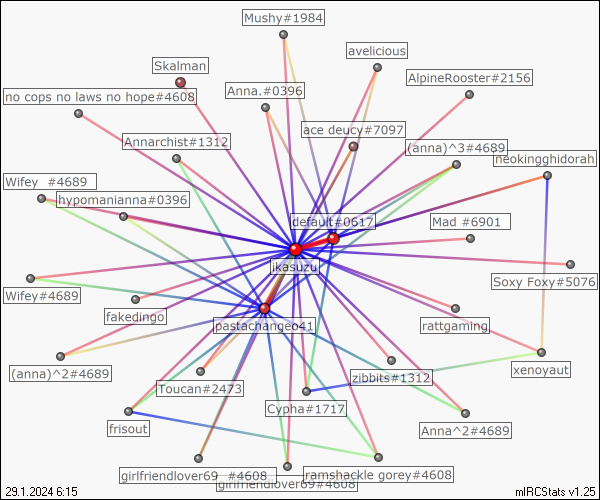 Mushy#1984
avelicious
Skalman
AlpineRooster#2156
no cops no laws no hope#4608
Anna.#0396
ace deucy#7097
Annarchist#1312
(anna)^3#4689
neokingghidorah
Wifey  #4689
hypomanianna#0396
default#0617
Mad #6901
jkasuzu
Soxy Foxy#5076
Wifey#4689
fakedingo
pastachangeo41
rattgaming
(anna)^2#4689
Toucan#2473
zibbits#1312
xenoyaut
Cypha#1717
frisout
Anna^2#4689
girlfriendlover69  #4608
ramshackle gorey#4608
girlfriendlover69#4608
29.1.2024 6:15
mIRCStats v1.25